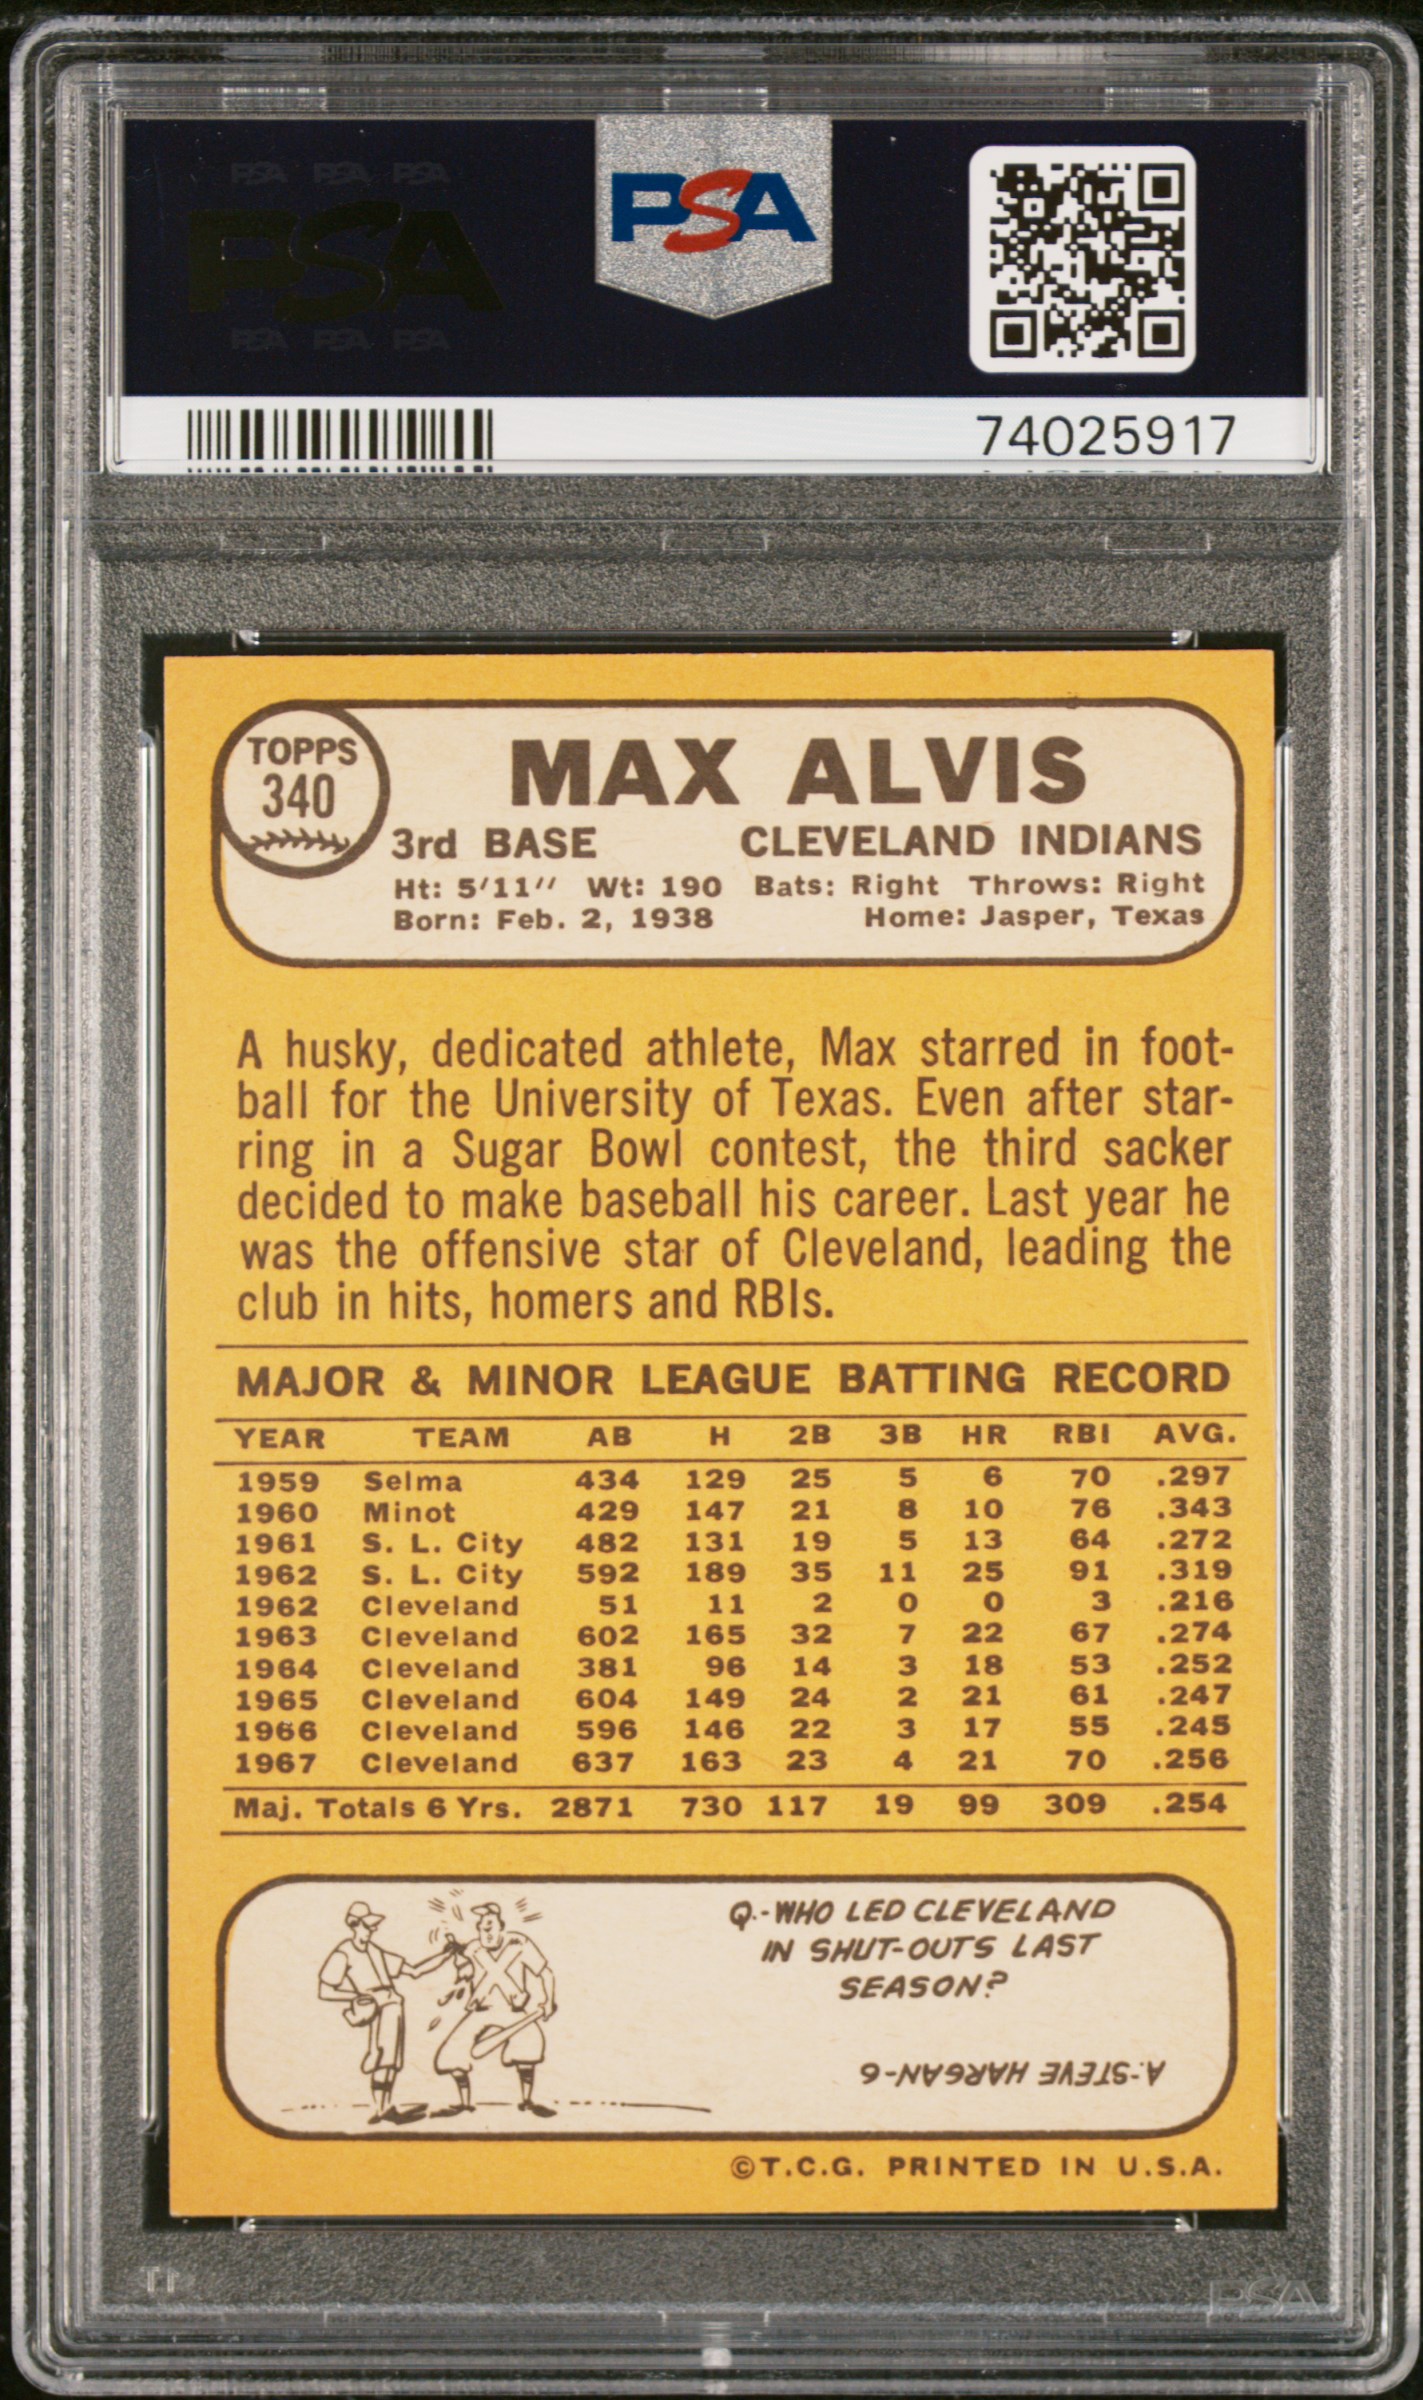 PSA PSA PSA
PSA
PSA PSA PSA
PSA
74025917
TOPPS
340
MAX ALVIS
3rd BASE CLEVELAND INDIANS
Ht: 5'11" Wt: 190 Bats: Right Throws: Right
Born: Feb. 2, 1938 Home: Jasper, Texas
A husky, dedicated athlete, Max starred in foot-
ball for the University of Texas. Even after star-
ring in a Sugar Bowl contest, the third sacker
decided to make baseball his career. Last year he
was the offensive star of Cleveland, leading the
club in hits, homers and RBIs.
MAJOR & MINOR LEAGUE BATTING RECORD
YEAR TEAM AB H 2B 3B HR RBI AVG.
1959 Selma 434 129 25 5 6 70 .297
1960 Minot 429 147 21 8 10 76 .343
1961 S. L. City 482 131 19 5 13 64 .272
1962 S. L. City 592 189 35 11 25 91 .319
1962 Cleveland 51 11 2 0 0 3 .216
1963 Cleveland 602 165 32 7 22 67 .274
1964 Cleveland 381 96 14 3 18 53 .252
1965 Cleveland 604 149 24 2 21 61 .247
1966 Cleveland 596 146 22 3 17 55 .245
1967 Cleveland 637 163 23 4 21 70 .256
Maj. Totals 6 Yrs. 2871 730 117 19 99 309 .254
Q.-WHO LED CLEVELAND
IN SHUT-OUTS LAST
SEASON?
A.-STEVE HARGAN-6
©T.C.G. PRINTED IN U.S.A.
PSA